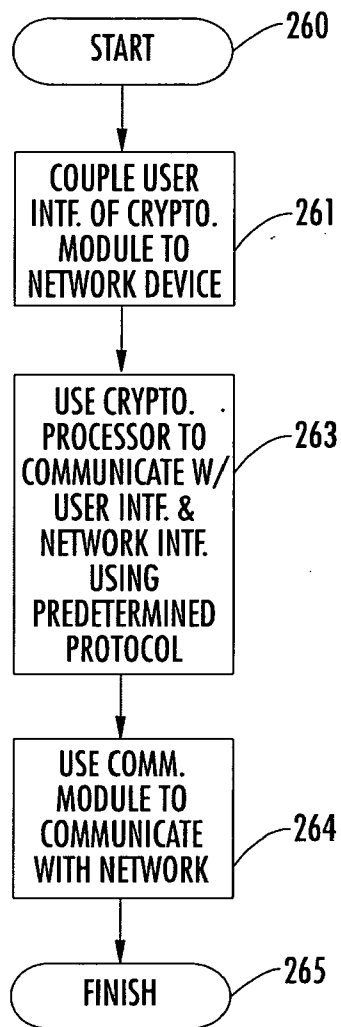 START
260
COUPLE USER
INTF. OF CRYPTO.
MODULE TO
NETWORK DEVICE
261
USE CRYPTO.
PROCESSOR TO
COMMUNICATE W/
USER INTF. &
NETWORK INTF.
USING
PREDETERMINED
PROTOCOL
263
USE COMM.
MODULE TO
COMMUNICATE
WITH NETWORK
264
FINISH
265